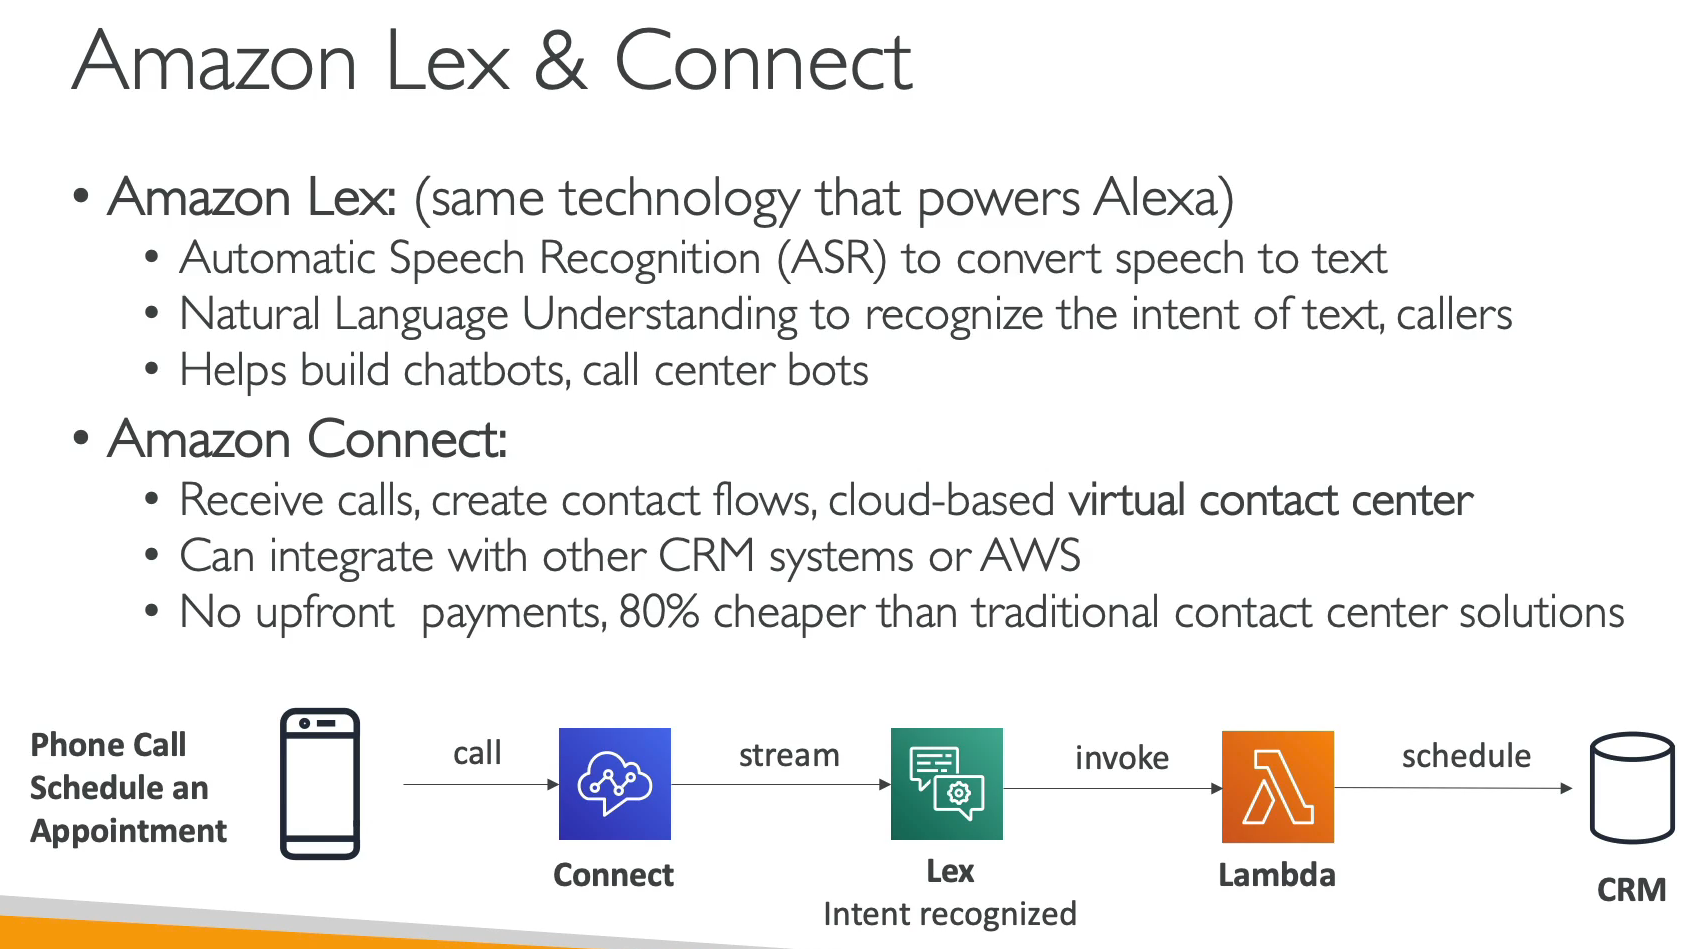 Amazon Lex & Connect
• Amazon Lex: (same technology that powers Alexa)
• Automatic Speech Recognition (ASR) to convert speech to text
• Natural Language Understanding to recognize the intent of text, callers
• Helps build chatbots, call center bots
• Amazon Connect:
• Receive calls, create contact flows, cloud-based virtual contact center
• Can integrate with other CRM systems or AWS
• No upfront  payments, 80% cheaper than traditional contact center solutions
Phone Call
Schedule an
Appointment
call
Connect
stream
Lex
Intent recognized
invoke
Lambda
schedule
CRM